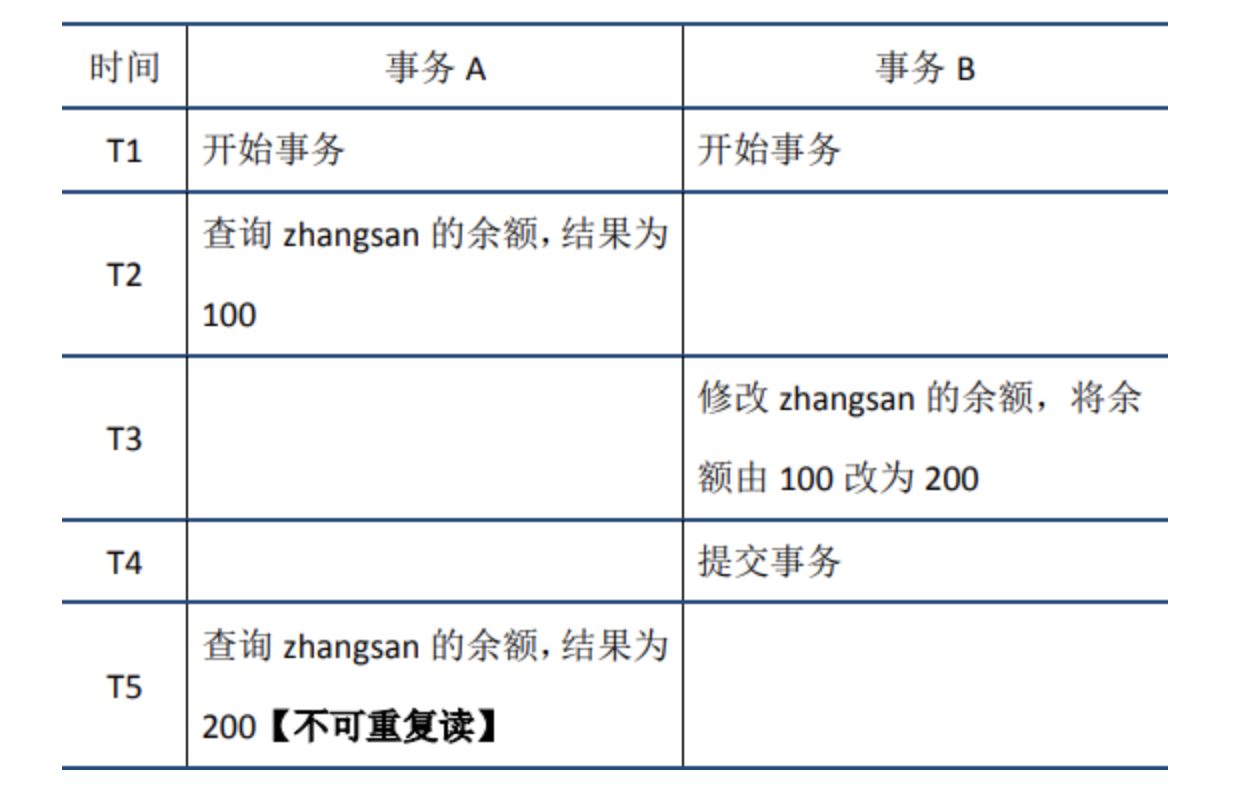 时间 事务 A 事务 B
T1 开始事务 开始事务
T2 查询 zhangsan 的余额，结果为
100
T3 修改 zhangsan 的余额，将余
额由 100 改为 200
T4 提交事务
T5 查询 zhangsan 的余额，结果为
200【不可重复读】